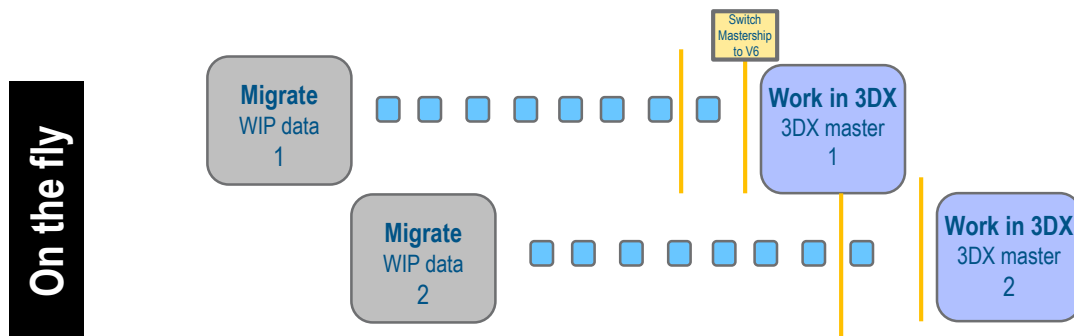 On the fly
Switch
Mastership
to V6
Migrate
WIP data
1
Work in 3DX
3DX master
1
Migrate
WIP data
2
Work in 3DX
3DX master
2